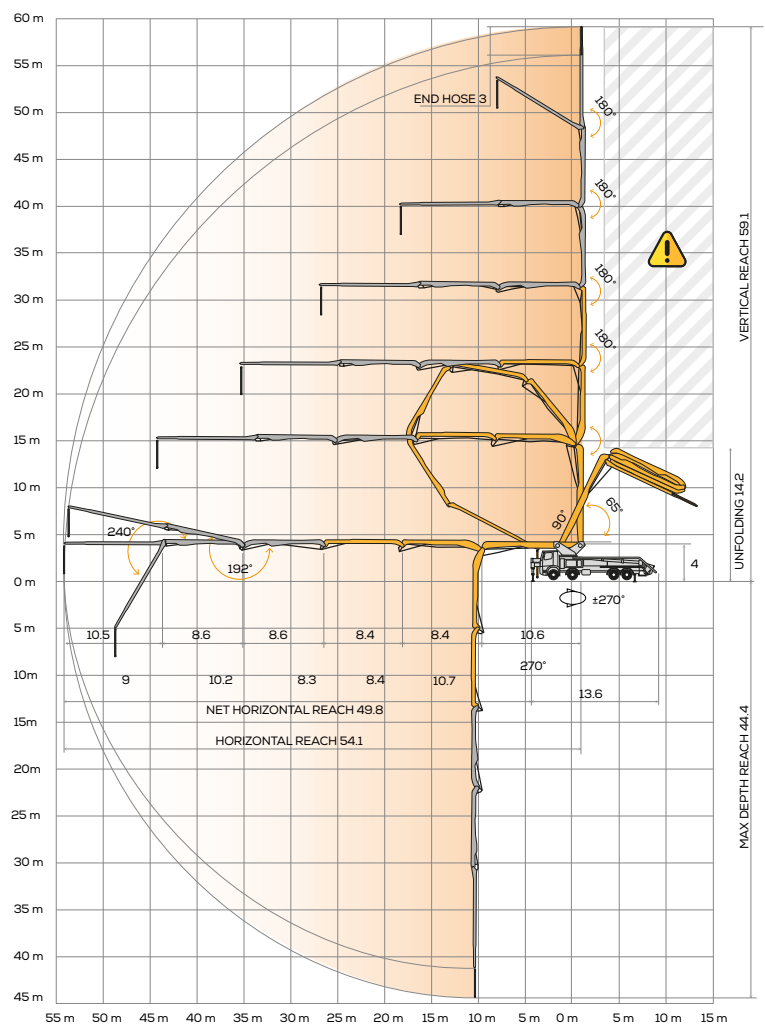 60 m
55 m
END HOSE 3
180°
50 m
45 m
180°
40 m
35 m
180°
30 m
VERTICAL REACH 59.1
25 m
180°
20 m
15 m
10 m
65°
90°
UNFOLDING 14.2
240°
5 m
192°
4
0 m
±270°
5 m
10.5
8.6
8.6
8.4
8.4
10.6
270°
10m
9
10.2
8.3
8.4
10.7
13.6
NET HORIZONTAL REACH 49.8
15m
HORIZONTAL REACH 54.1
20m
MAX DEPTH REACH 44.4
25 m
30 m
35 m
40 m
45 m
55 m
50 m
45 m
40 m
35 m
30 m
25 m
20 m
15 m
10 m
5 m
0 m
5 m
10 m
15 m